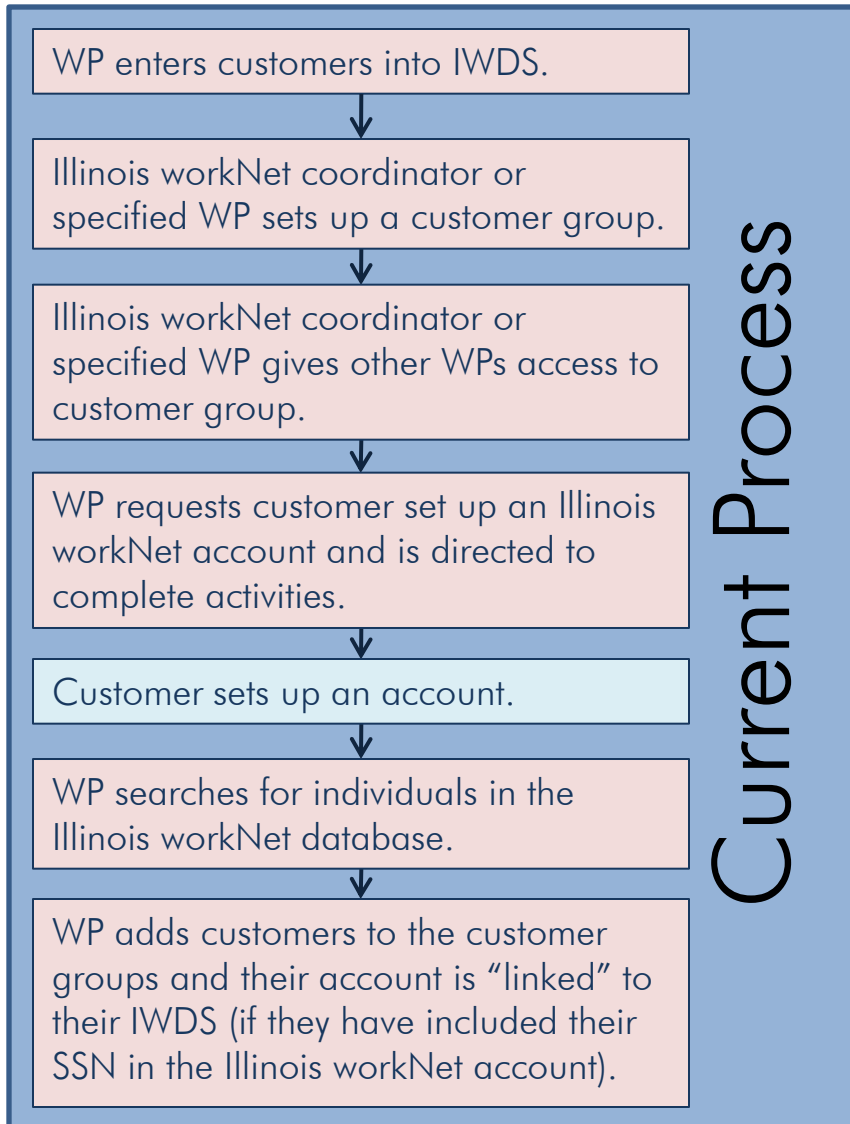 WP enters customers into IWDS.
Illinois workNet coordinator or
specified WP sets up a customer group.
Illinois workNet coordinator or
specified WP gives other WPs access to
customer group.
WP requests customer set up an Illinois
workNet account and is directed to
complete activities.
Customer sets up an account.
WP searches for individuals in the
Illinois workNet database.
WP adds customers to the customer
groups and their account is “linked” to
their IWDS (if they have included their
SSN in the Illinois workNet account).
Current Process